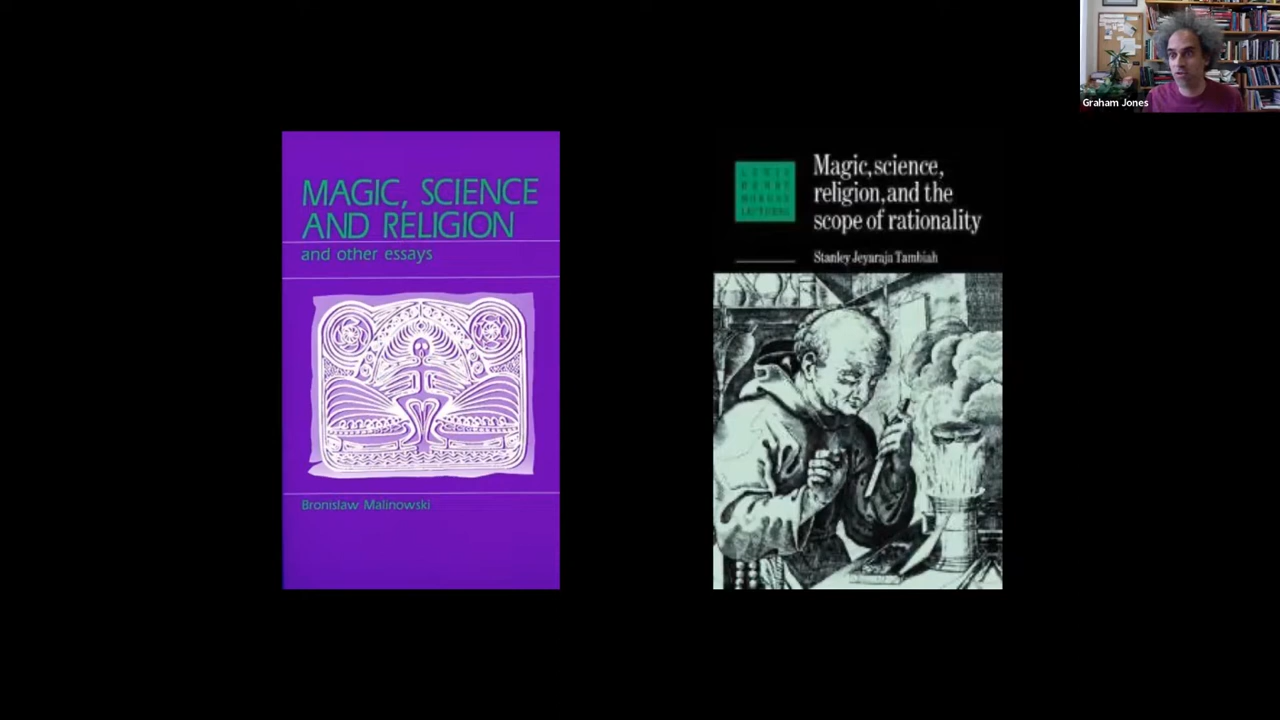 Graham Jones
MAGIC, SCIENCE
AND RELIGION
and other essays
Bronislaw Malinowski
Magic, science,
religion, and the
scope of rationality
Stanley Jeyaraja Tambiah